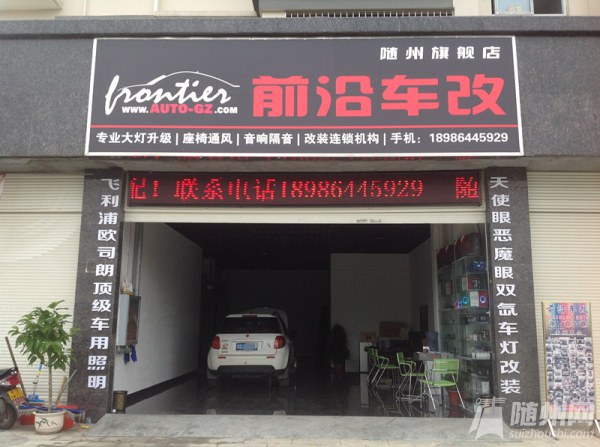 随州旗舰店
frontier
WWW.AUTO-GZ.COM
前沿车改
专业大灯升级 | 座椅通风 | 音响隔音 | 改装连锁机构 | 手机：18986445929
记！联系电话18986445929 随
飞利浦欧司朗顶级车用照明
天使眼恶魔眼双氙车灯改装
随州网
suizhoushi.com